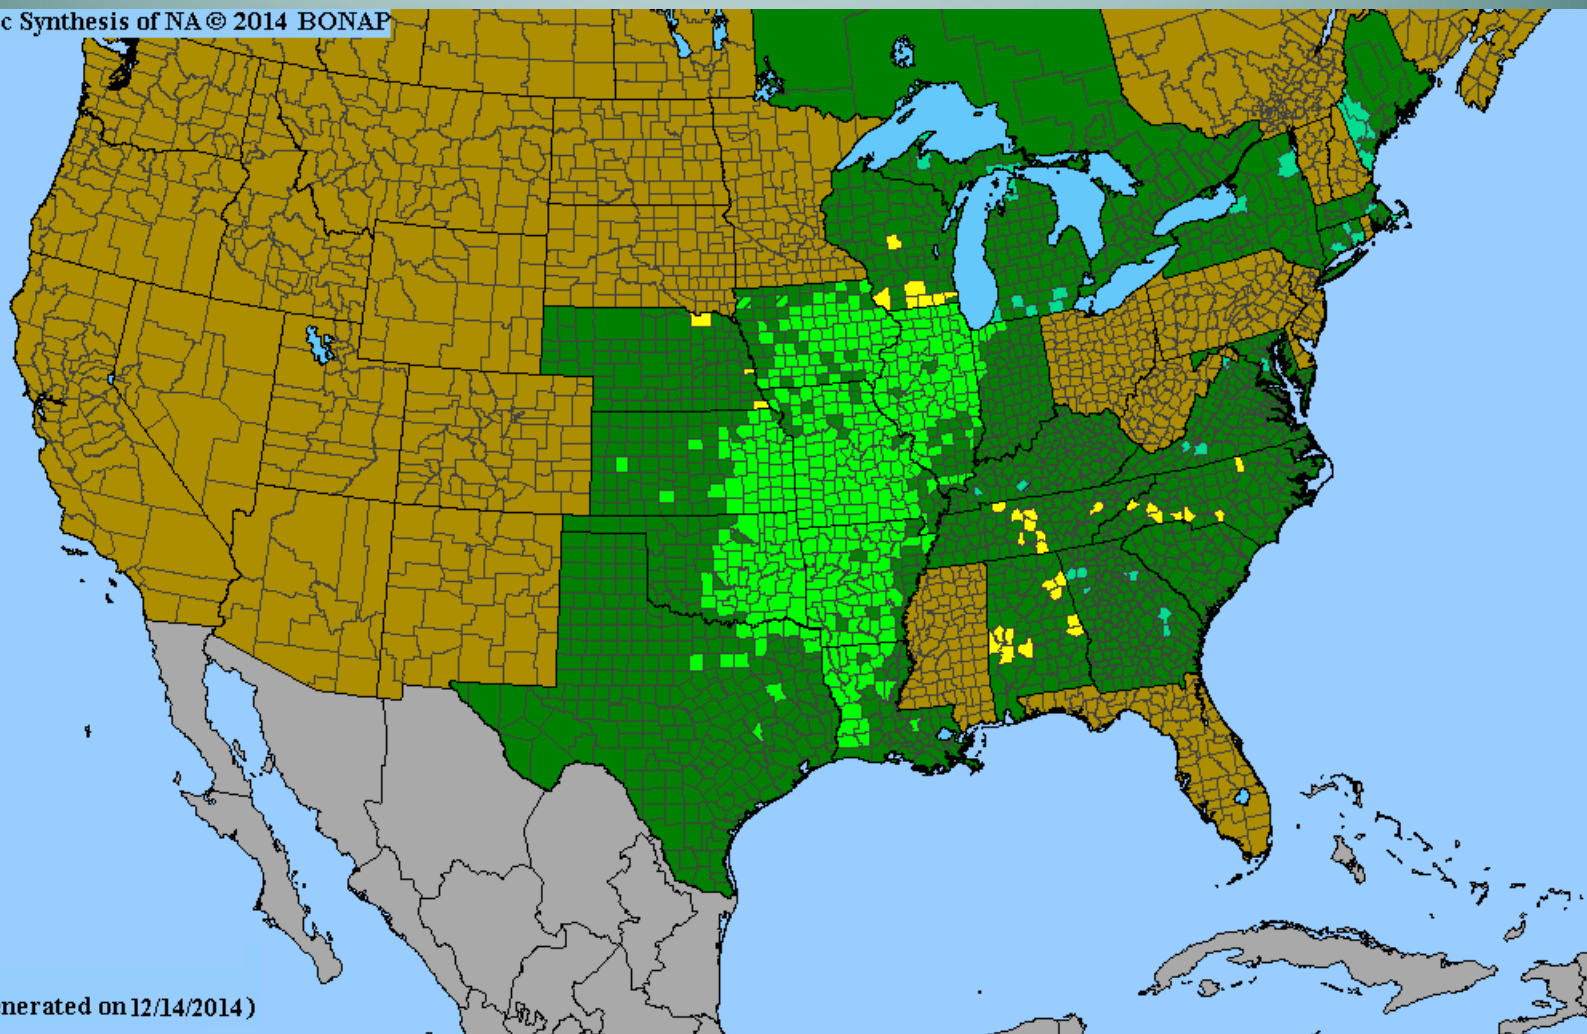 c Synthesis of NA © 2014 BONAP
nerated on 12/14/2014 )